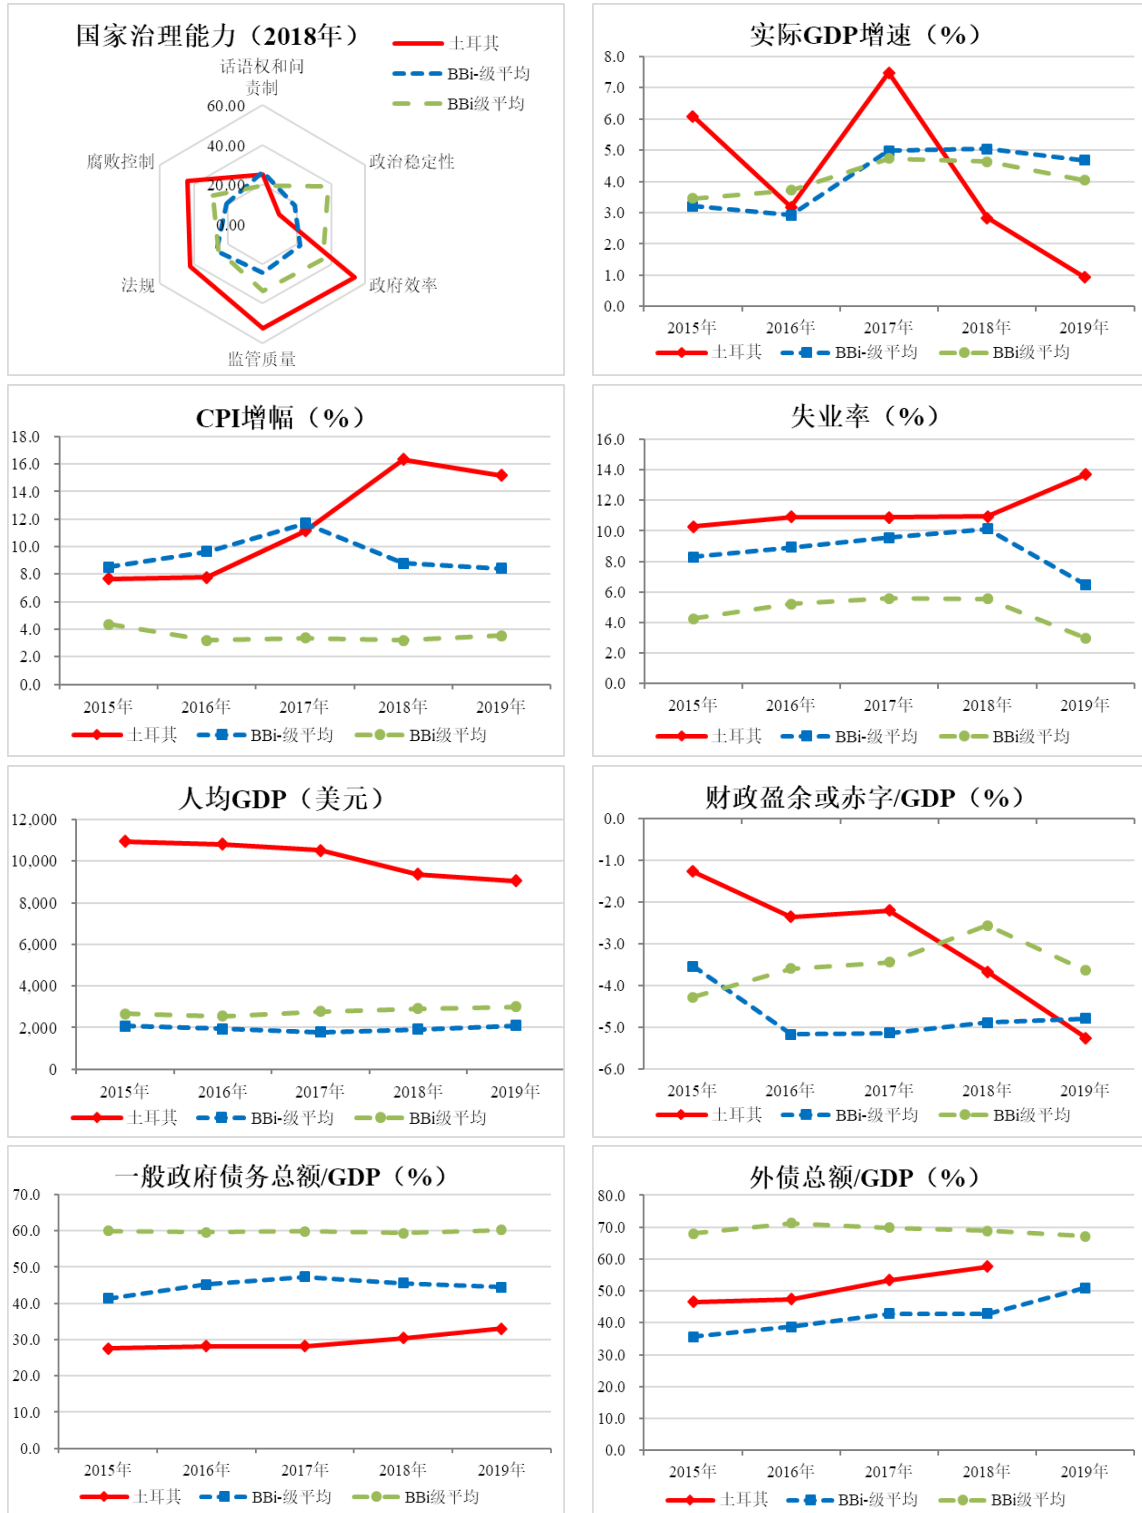 国家治理能力（2018年）
土耳其
BBi-级平均
BBi级平均
话语权和问
责制
60.00
40.00
20.00
0.00
腐败控制
政治稳定性
法规
政府效率
监管质量
实际GDP增速（%）
8.0
7.0
6.0
5.0
4.0
3.0
2.0
1.0
0.0
2015年 2016年 2017年 2018年 2019年
土耳其 BBi-级平均 BBi级平均
CPI增幅（%）
18.0
16.0
14.0
12.0
10.0
8.0
6.0
4.0
2.0
0.0
2015年 2016年 2017年 2018年 2019年
土耳其 BBi-级平均 BBi级平均
失业率（%）
16.0
14.0
12.0
10.0
8.0
6.0
4.0
2.0
0.0
2015年 2016年 2017年 2018年 2019年
土耳其 BBi-级平均 BBi级平均
人均GDP（美元）
12,000
10,000
8,000
6,000
4,000
2,000
0
2015年 2016年 2017年 2018年 2019年
土耳其 BBi-级平均 BBi级平均
财政盈余或赤字/GDP（%）
0.0
-1.0
-2.0
-3.0
-4.0
-5.0
-6.0
2015年 2016年 2017年 2018年 2019年
土耳其 BBi-级平均 BBi级平均
一般政府债务总额/GDP（%）
70.0
60.0
50.0
40.0
30.0
20.0
10.0
0.0
2015年 2016年 2017年 2018年 2019年
土耳其 BBi-级平均 BBi级平均
外债总额/GDP（%）
80.0
70.0
60.0
50.0
40.0
30.0
20.0
10.0
0.0
2015年 2016年 2017年 2018年 2019年
土耳其 BBi-级平均 BBi级平均